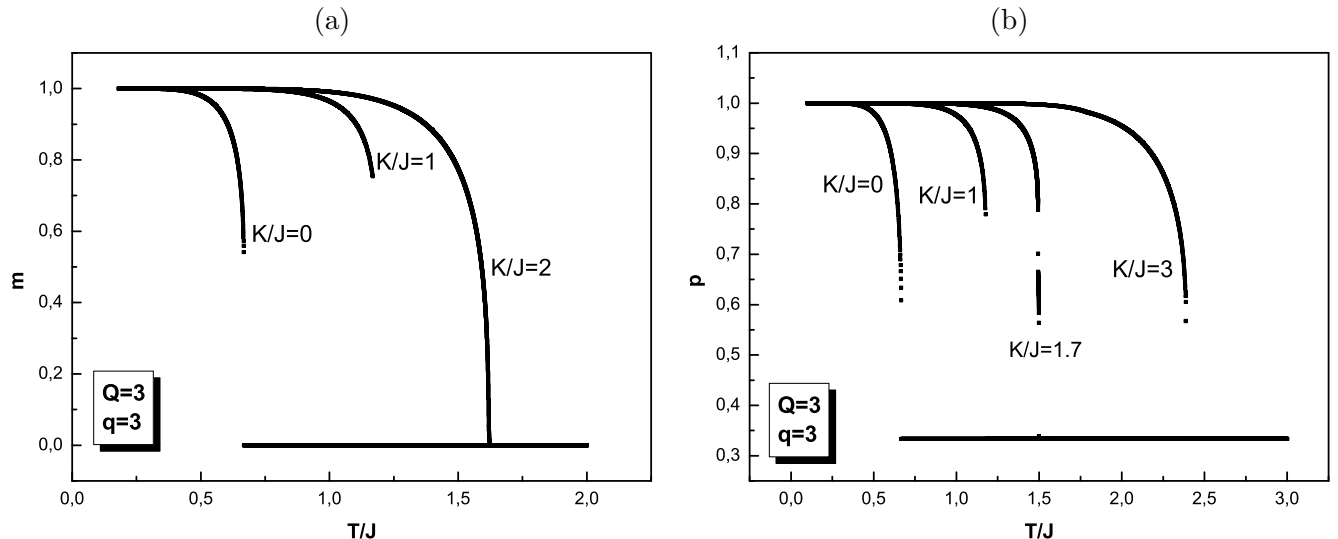 (a)
m
1,0
0,8
0,6
0,4
0,2
0,0
K/J=1
K/J=0
K/J=2
Q=3
q=3
0,0 0,5 1,0 1,5 2,0
T/J
(b)
p
1,1
1,0
0,9
0,8
0,7
0,6
0,5
0,4
0,3
K/J=0
K/J=1
K/J=3
K/J=1.7
Q=3
q=3
0,0 0,5 1,0 1,5 2,0 2,5 3,0
T/J